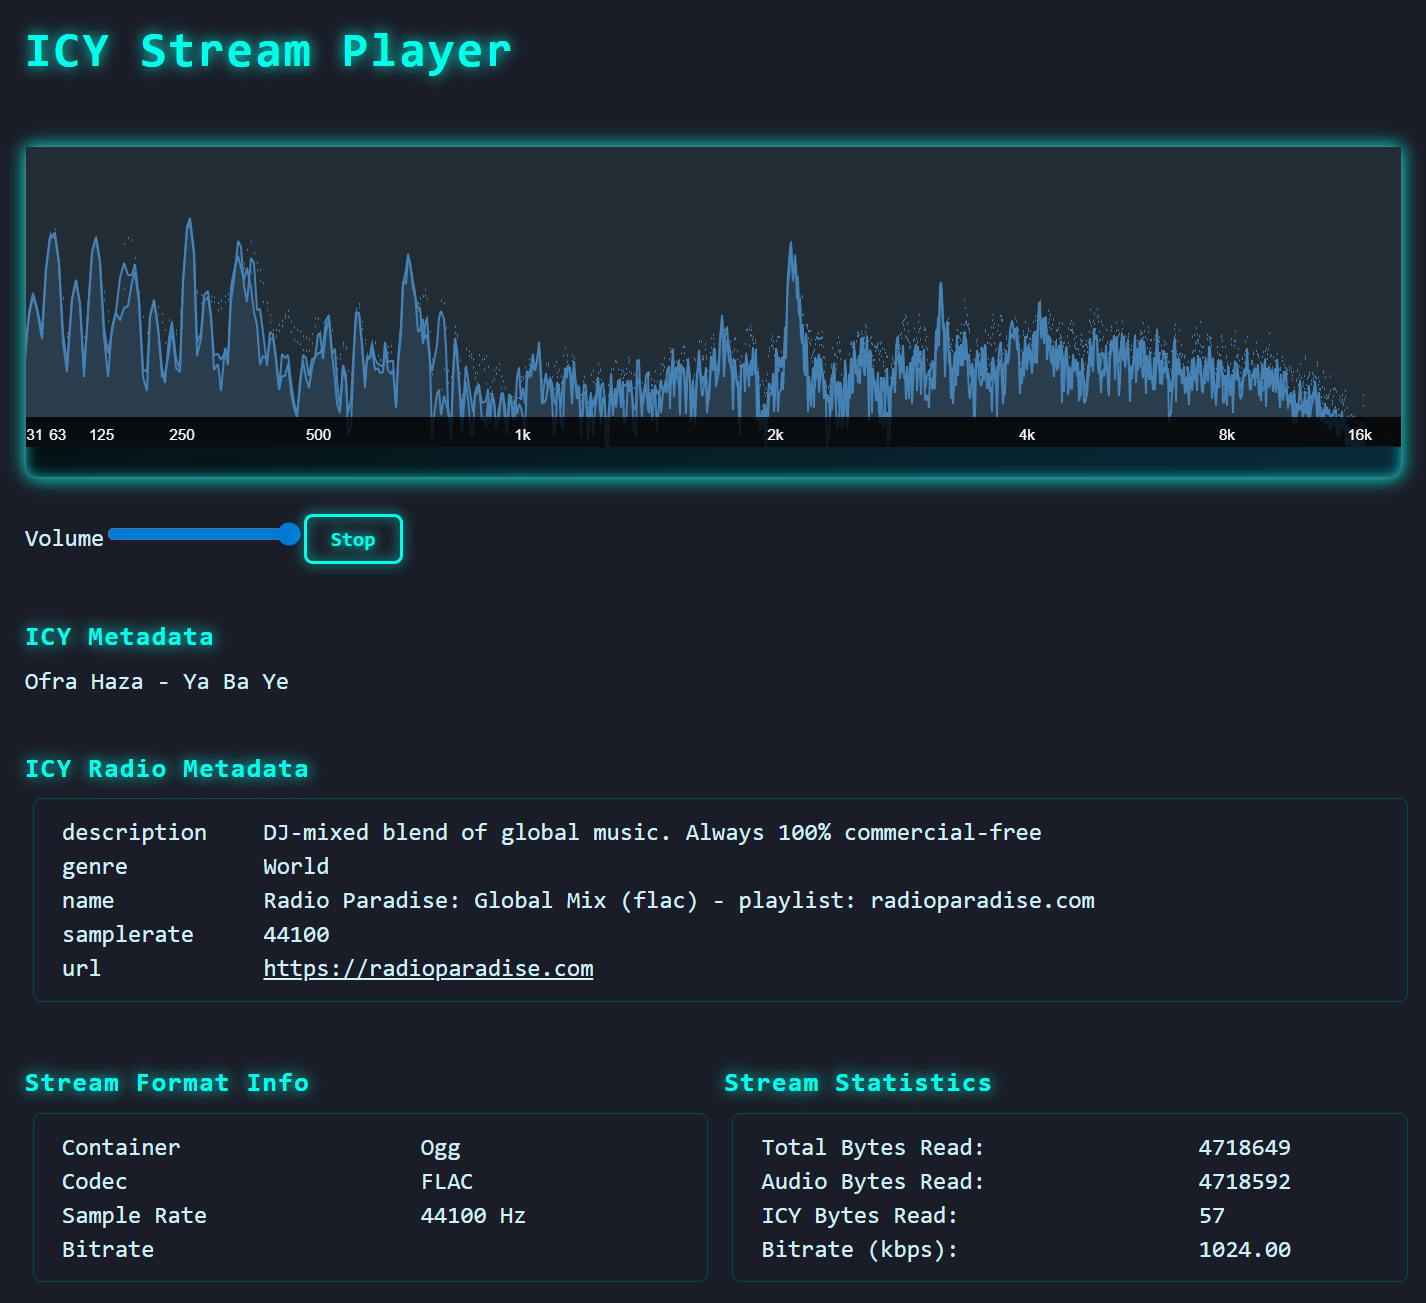 ICY Stream Player
31 63 125 250 500 1k 2k 4k 8k 16k
Volume Stop
ICY Metadata
Ofra Haza - Ya Ba Ye
ICY Radio Metadata
description DJ-mixed blend of global music. Always 100% commercial-free
genre World
name Radio Paradise: Global Mix (flac) - playlist: radioparadise.com
samplerate 44100
url https://radioparadise.com
Stream Format Info
Container Ogg
Codec FLAC
Sample Rate 44100 Hz
Bitrate
Stream Statistics
Total Bytes Read: 4718649
Audio Bytes Read: 4718592
ICY Bytes Read: 57
Bitrate (kbps): 1024.00